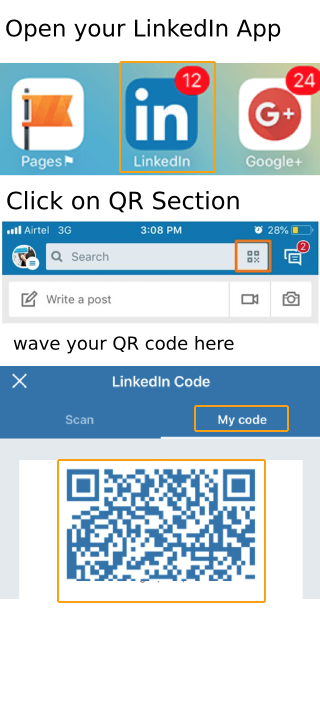 Open your LinkedIn App
12
24
in
G+
Pages⚑
LinkedIn
Google+
Click on QR Section
Airtel 3G 3:08 PM 28%
Search
2
Write a post
wave your QR code here
LinkedIn Code
Scan My code